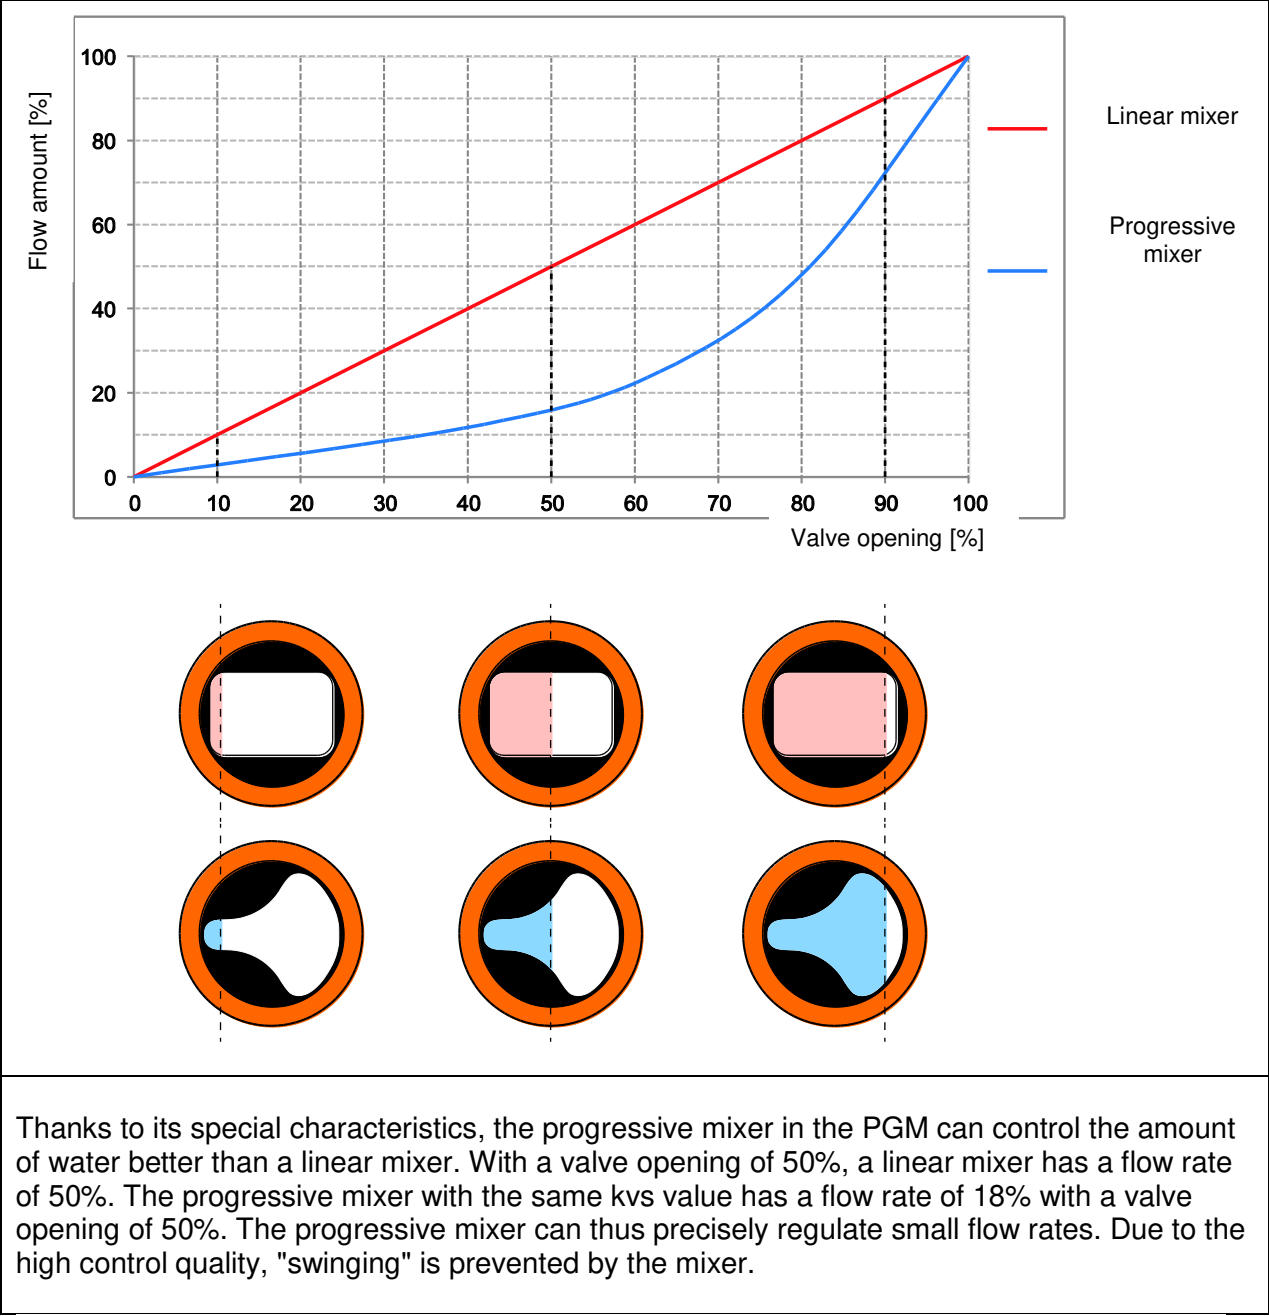 100
80
60
40
20
0
Flow amount [%]
0 10 20 30 40 50 60 70 80 90 100
Valve opening [%]
Linear mixer
Progressive
mixer
Thanks to its special characteristics, the progressive mixer in the PGM can control the amount
of water better than a linear mixer. With a valve opening of 50%, a linear mixer has a flow rate
of 50%. The progressive mixer with the same kvs value has a flow rate of 18% with a valve
opening of 50%. The progressive mixer can thus precisely regulate small flow rates. Due to the
high control quality, "swinging" is prevented by the mixer.